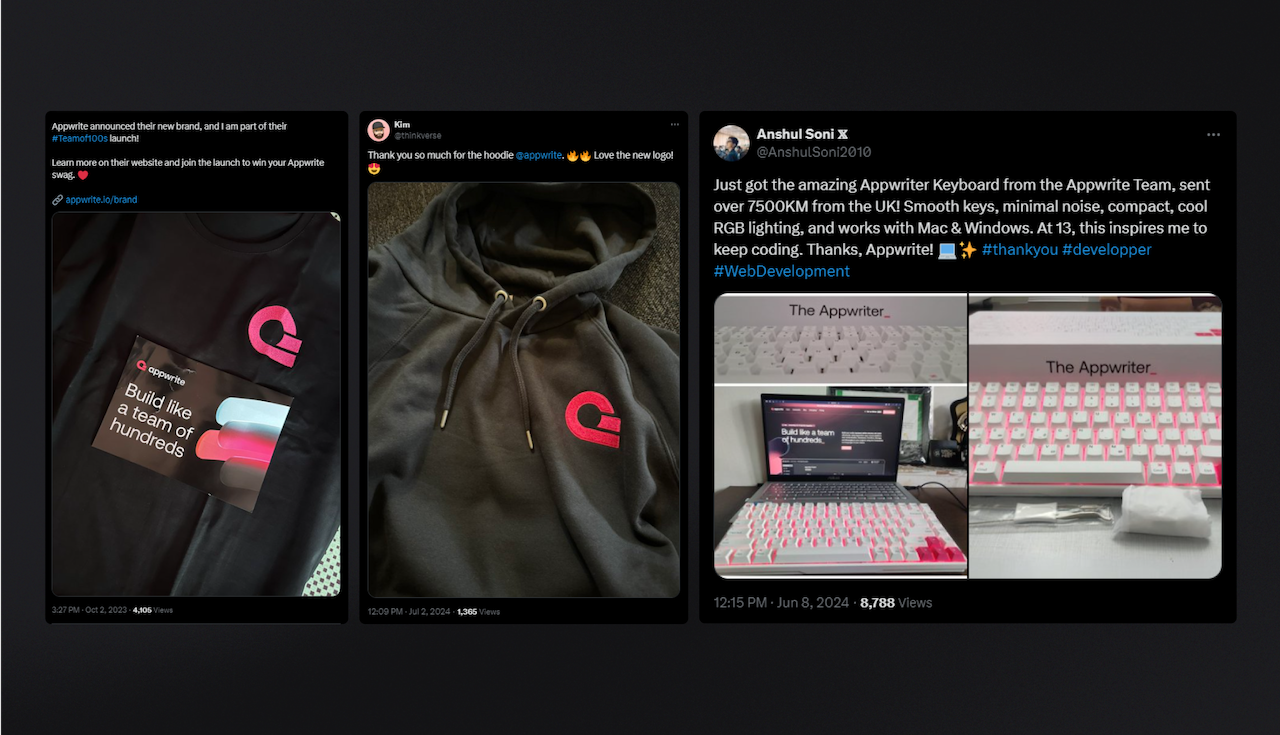 Appwrite announced their new brand, and I am part of their
#Teamof100s launch!
Learn more on their website and join the launch to win your Appwrite
swag. ❤️
🔗 appwrite.io/brand
appwrite
Build like
a team of
hundreds
3:27 PM · Oct 2, 2023 · 4,105 Views
Kim
@thinkverse
Thank you so much for the hoodie @appwrite. 🔥🔥 Love the new logo!
😍
12:09 PM · Jul 2, 2024 · 1,365 Views
Anshul Soni 𝕏
@AnshulSoni2010
Just got the amazing Appwriter Keyboard from the Appwrite Team, sent
over 7500KM from the UK! Smooth keys, minimal noise, compact, cool
RGB lighting, and works with Mac & Windows. At 13, this inspires me to
keep coding. Thanks, Appwrite! 💻✨ #thankyou #developper
#WebDevelopment
The Appwriter_
Build like a team
of hundreds_
The Appwriter_
12:15 PM · Jun 8, 2024 · 8,788 Views